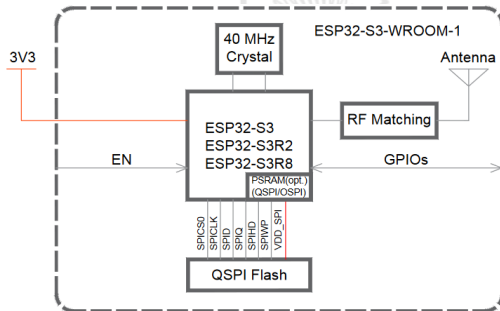 ESP32-S3-WROOM-1
40 MHz
Crystal
3V3
Antenna
ESP32-S3
ESP32-S3R2
ESP32-S3R8
RF Matching
EN
GPIOs
PSRAM(opt.)
(QSPI/OSPI)
SPICS0
SPICLK
SPID
SPIQ
SPIHD
SPIWP
VDD_SPI
QSPI Flash